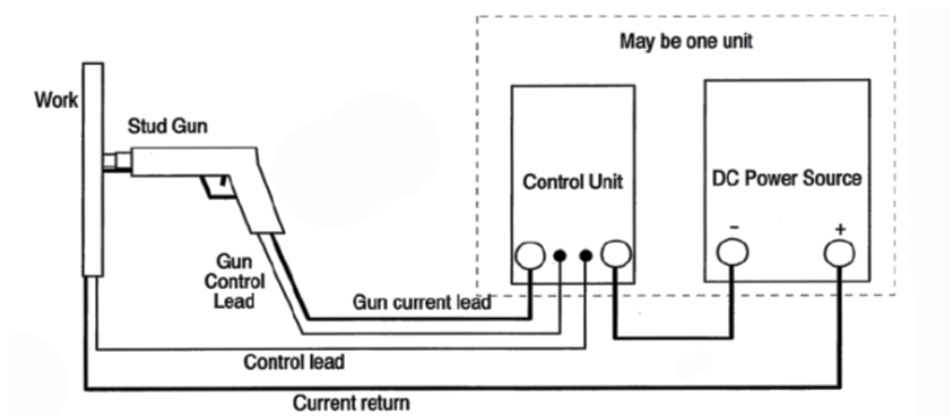 May be one unit
Work
Stud Gun
Control Unit
DC Power Source
- +
Gun
Control
Lead
Gun current lead
Control lead
Current return